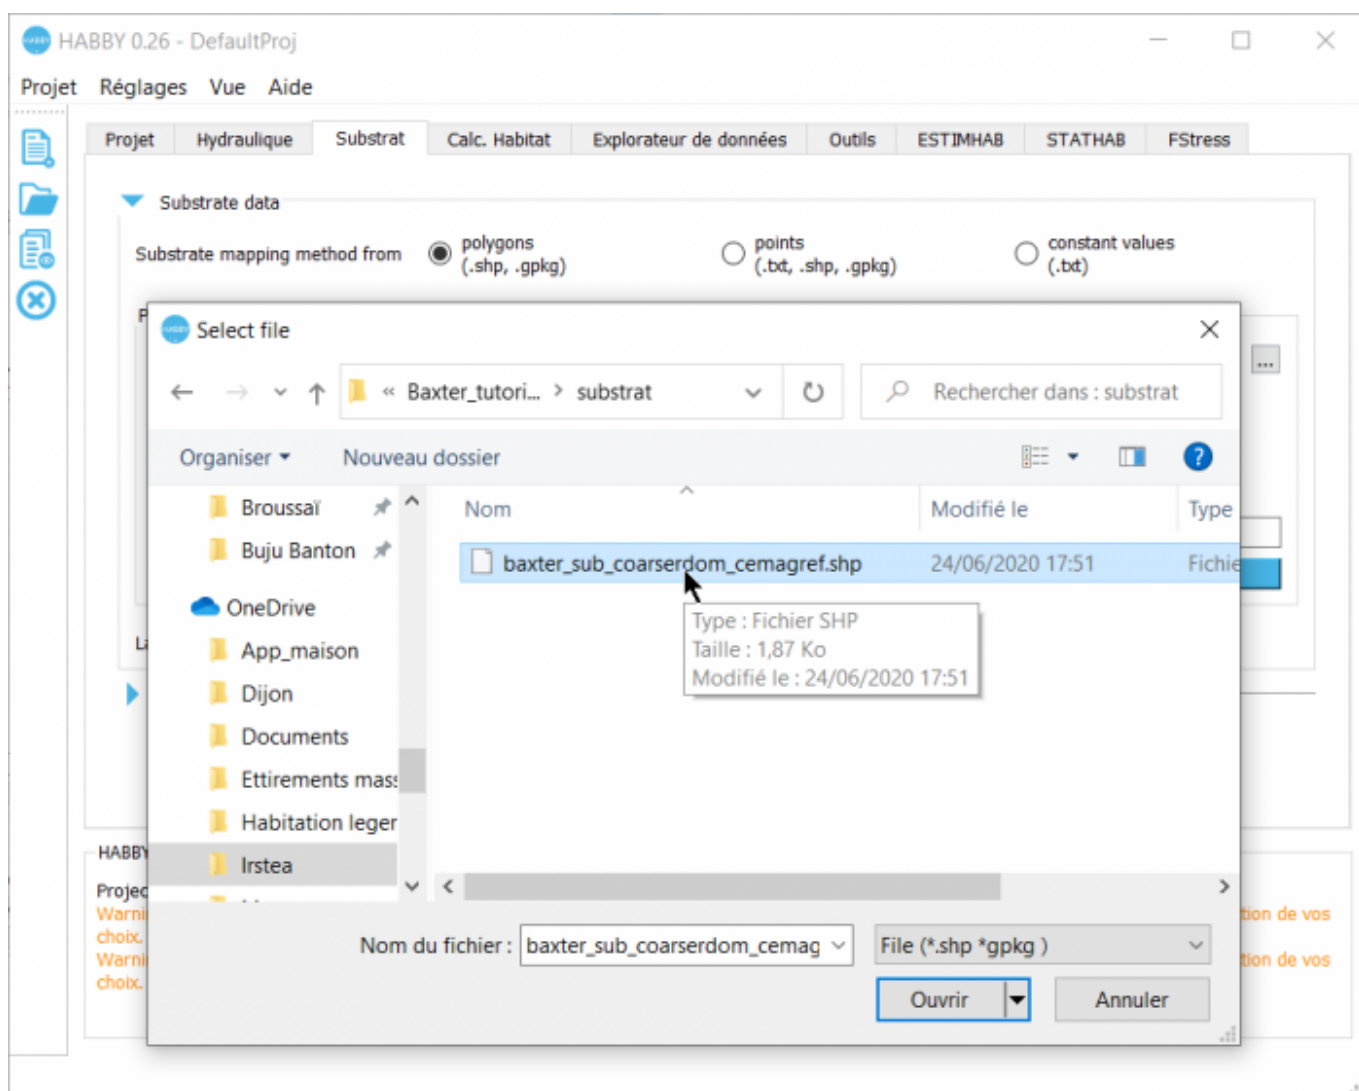 HABBY 0.26 - DefaultProj
Projet Réglages Vue Aide
Projet Hydraulique Substrat Calc. Habitat Explorateur de données Outils ESTIMHAB STATHAB FStress
Substrate data
Substrate mapping method from polygons (.shp, .gpkg) points (.txt, .shp, .gpkg) constant values (.txt)
...
Select file
« Baxter_tutori... > substrat
Rechercher dans : substrat
Organiser Nouveau dossier
?
Nom Modifié le Type
baxter_sub_coarserdom_cemagref.shp 24/06/2020 17:51 Fichie
Type : Fichier SHP
Taille : 1,87 Ko
Modifié le : 24/06/2020 17:51
Broussaï
Buju Banton
OneDrive
App_maison
Dijon
Documents
Ettirements mass
Habitation leger
Irstea
HABBY
Projec
Warni tion de vos
choix.
Warni tion de vos
choix.
Nom du fichier : baxter_sub_coarserdom_cemag File (*.shp *gpkg )
Ouvrir Annuler